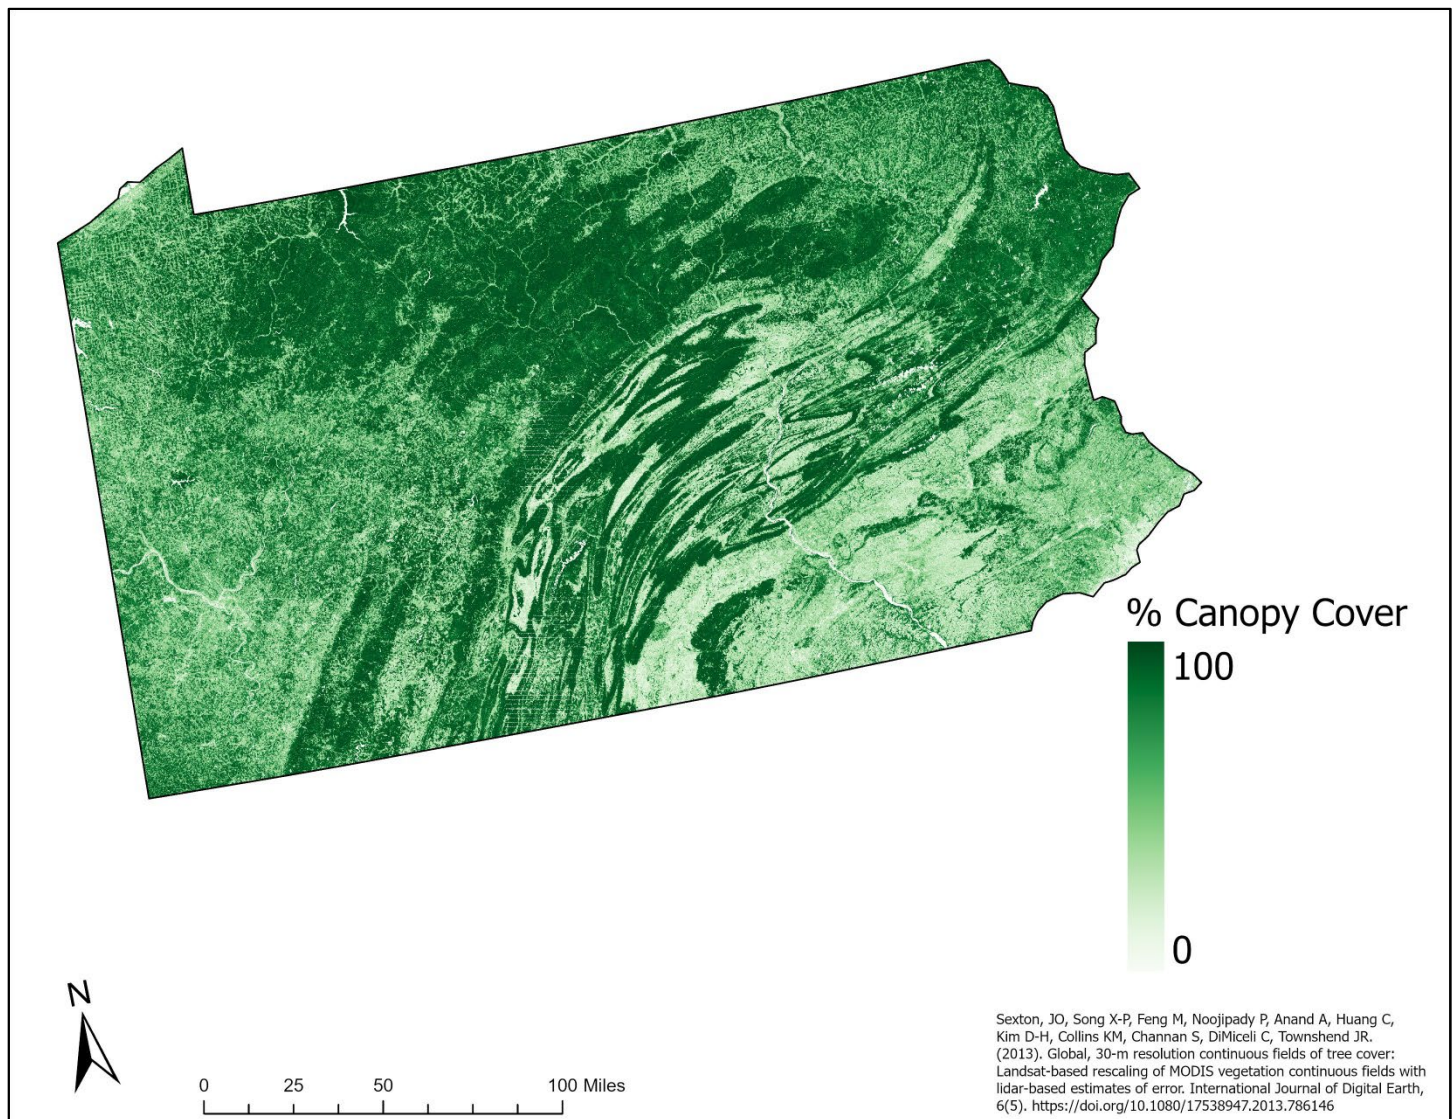 % Canopy Cover
100
0
N
0 25 50 100 Miles
Sexton, JO, Song X-P, Feng M, Noojipady P, Anand A, Huang C,
Kim D-H, Collins KM, Channan S, DiMiceli C, Townshend JR.
(2013). Global, 30-m resolution continuous fields of tree cover:
Landsat-based rescaling of MODIS vegetation continuous fields with
lidar-based estimates of error. International Journal of Digital Earth,
6(5). https://doi.org/10.1080/17538947.2013.786146